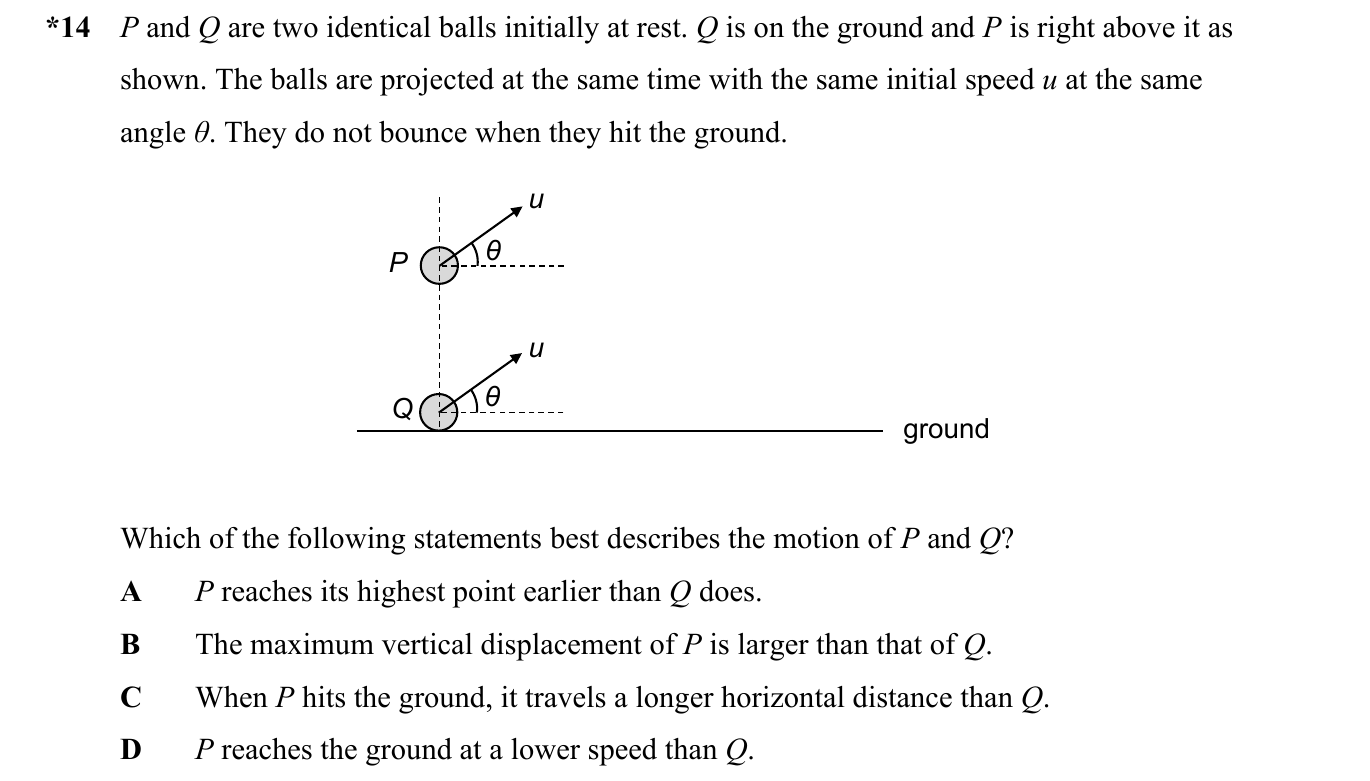 *14 P and Q are two identical balls initially at rest. Q is on the ground and P is right above it as
shown. The balls are projected at the same time with the same initial speed u at the same
angle θ. They do not bounce when they hit the ground.
u
P θ
u
Q θ
ground
Which of the following statements best describes the motion of P and Q?
A P reaches its highest point earlier than Q does.
B The maximum vertical displacement of P is larger than that of Q.
C When P hits the ground, it travels a longer horizontal distance than Q.
D P reaches the ground at a lower speed than Q.